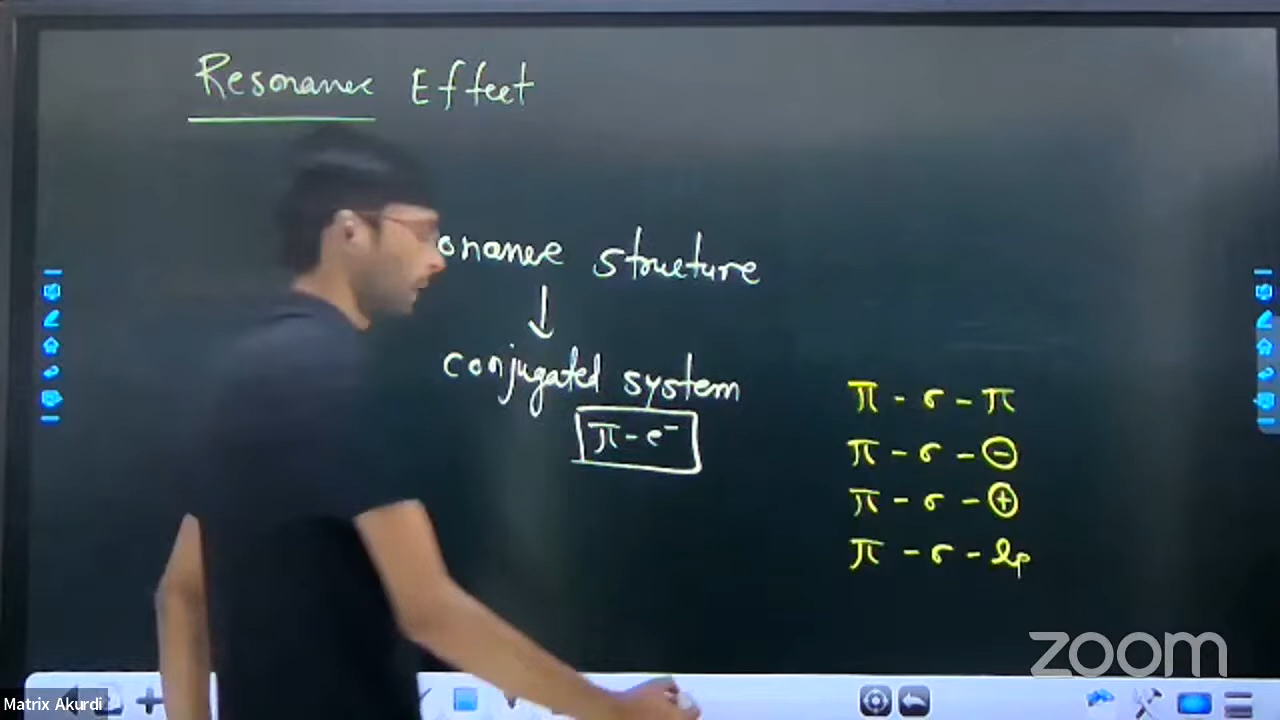 Resonance Effect
onance structure
↓
conjugated system
π - e⁻
π - σ - π
π - σ - ⊖
π - σ - ⊕
π - σ - lp
zoom
Matrix Akurdi